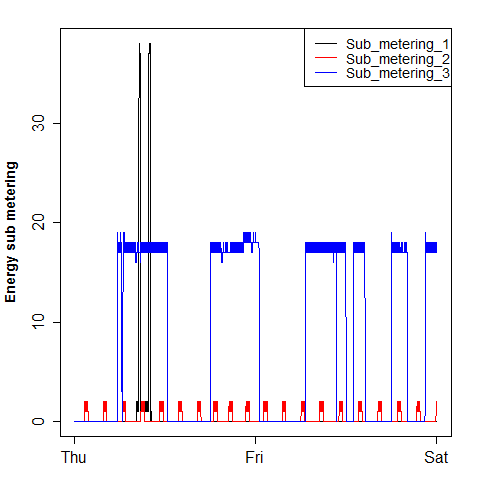 Sub_metering_1
Sub_metering_2
Sub_metering_3
Energy sub metering
30
20
10
0
Thu Fri Sat